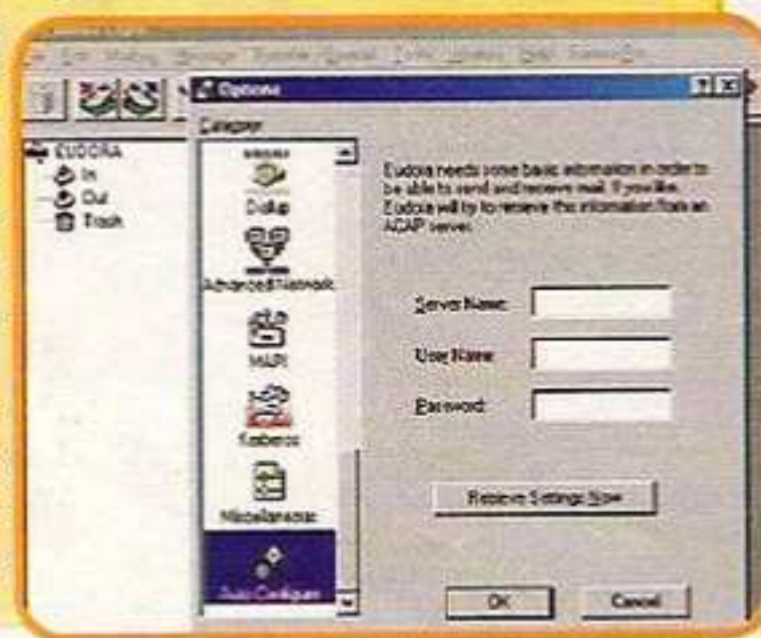 Options
Category:
EUDORA
In
Out
Trash
Dialup
Advanced Network
MAPI
Kerberos
Miscellaneous
Auto Configure
Eudora needs some basic information in order to
be able to send and receive mail. If you like,
Eudora will try to retrieve this information from an
ACAP server.
Server Name:
User Name:
Password:
Retrieve Settings Now
OK
Cancel